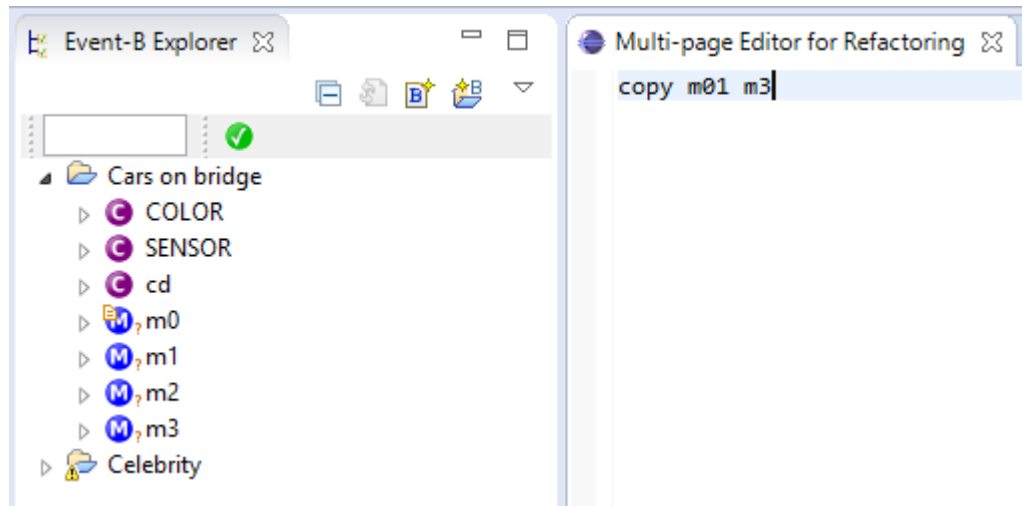 Event-B Explorer
Multi-page Editor for Refactoring
copy m01 m3
Cars on bridge
C COLOR
C SENSOR
C cd
M ? m0
M ? m1
M ? m2
M ? m3
Celebrity